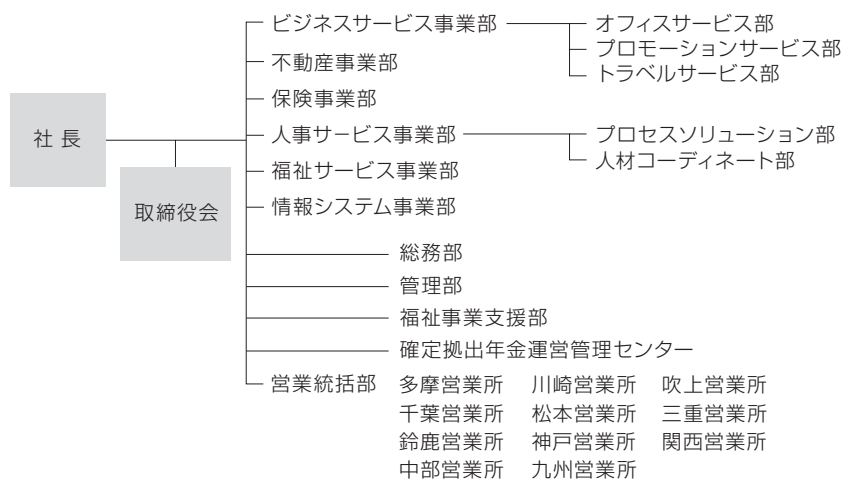 ビジネスサービス事業部
オフィスサービス部
プロモーションサービス部
トラベルサービス部
不動産事業部
保険事業部
社 長
人事サービス事業部
プロセスソリューション部
人材コーディネート部
福祉サービス事業部
取締役会
情報システム事業部
総務部
管理部
福祉事業支援部
確定拠出年金運営管理センター
営業統括部 多摩営業所 川崎営業所 吹上営業所
千葉営業所 松本営業所 三重営業所
鈴鹿営業所 神戸営業所 関西営業所
中部営業所 九州営業所